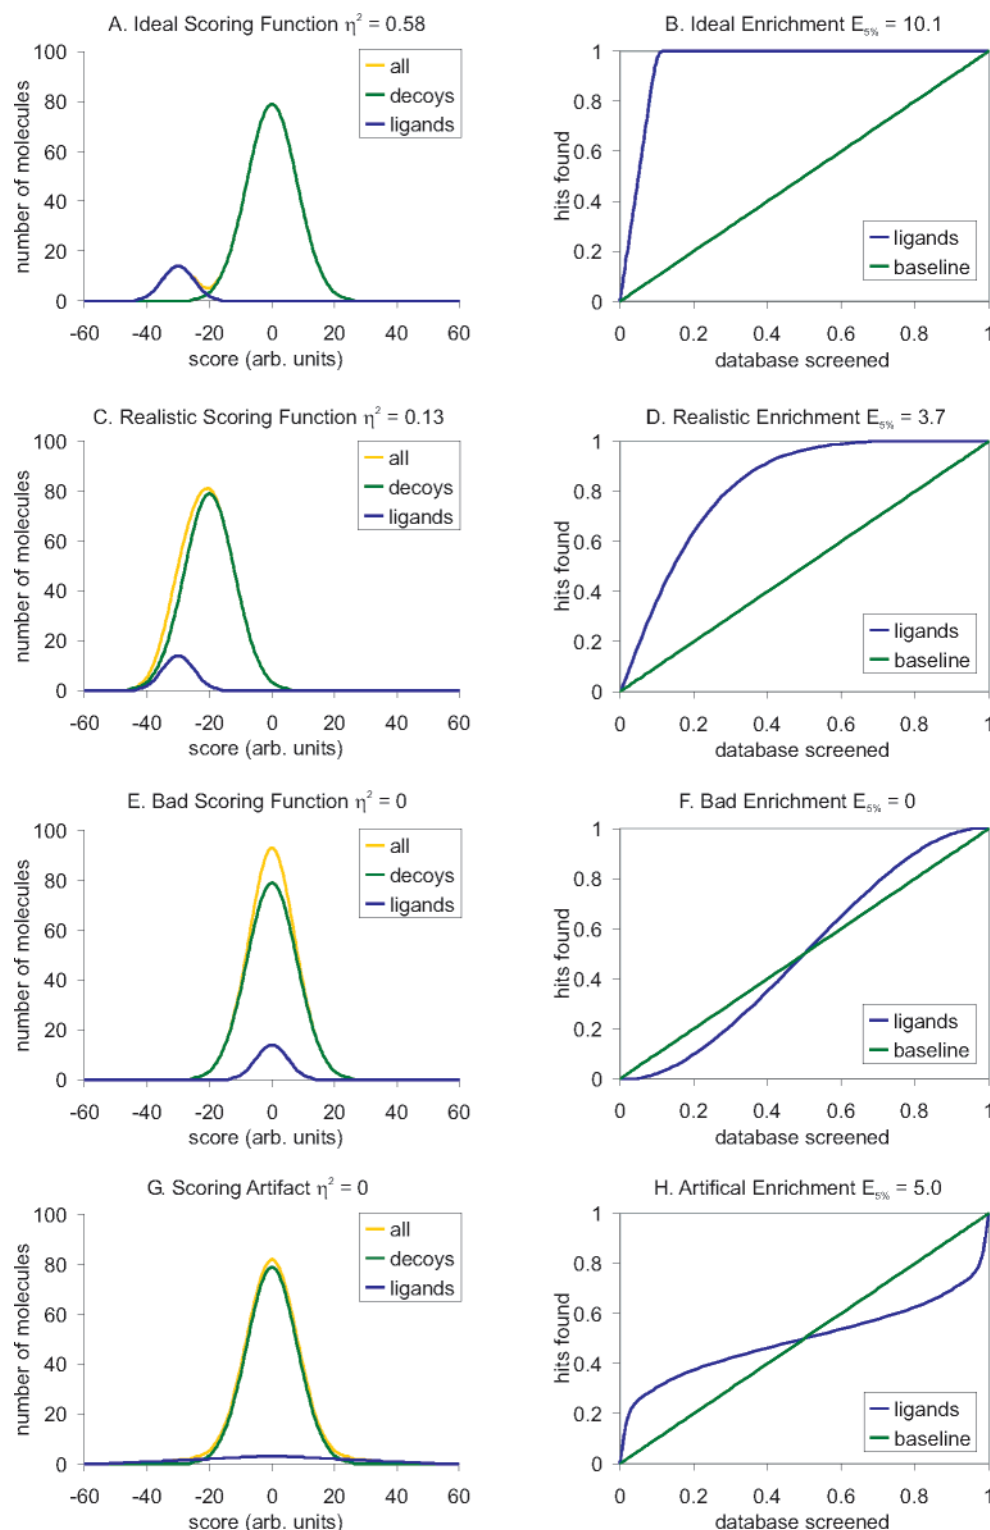 A. Ideal Scoring Function η² = 0.58
number of molecules
100
80
60
40
20
0
all
decoys
ligands
-60 -40 -20 0 20 40 60
score (arb. units)
B. Ideal Enrichment E5% = 10.1
hits found
1
0.8
0.6
0.4
0.2
0
ligands
baseline
0 0.2 0.4 0.6 0.8 1
database screened
C. Realistic Scoring Function η² = 0.13
number of molecules
100
80
60
40
20
0
all
decoys
ligands
-60 -40 -20 0 20 40 60
score (arb. units)
D. Realistic Enrichment E5% = 3.7
hits found
1
0.8
0.6
0.4
0.2
0
ligands
baseline
0 0.2 0.4 0.6 0.8 1
database screened
E. Bad Scoring Function η² = 0
number of molecules
100
80
60
40
20
0
all
decoys
ligands
-60 -40 -20 0 20 40 60
score (arb. units)
F. Bad Enrichment E5% = 0
hits found
1
0.8
0.6
0.4
0.2
0
ligands
baseline
0 0.2 0.4 0.6 0.8 1
database screened
G. Scoring Artifact η² = 0
number of molecules
100
80
60
40
20
0
all
decoys
ligands
-60 -40 -20 0 20 40 60
score (arb. units)
H. Artifical Enrichment E5% = 5.0
hits found
1
0.8
0.6
0.4
0.2
0
ligands
baseline
0 0.2 0.4 0.6 0.8 1
database screened